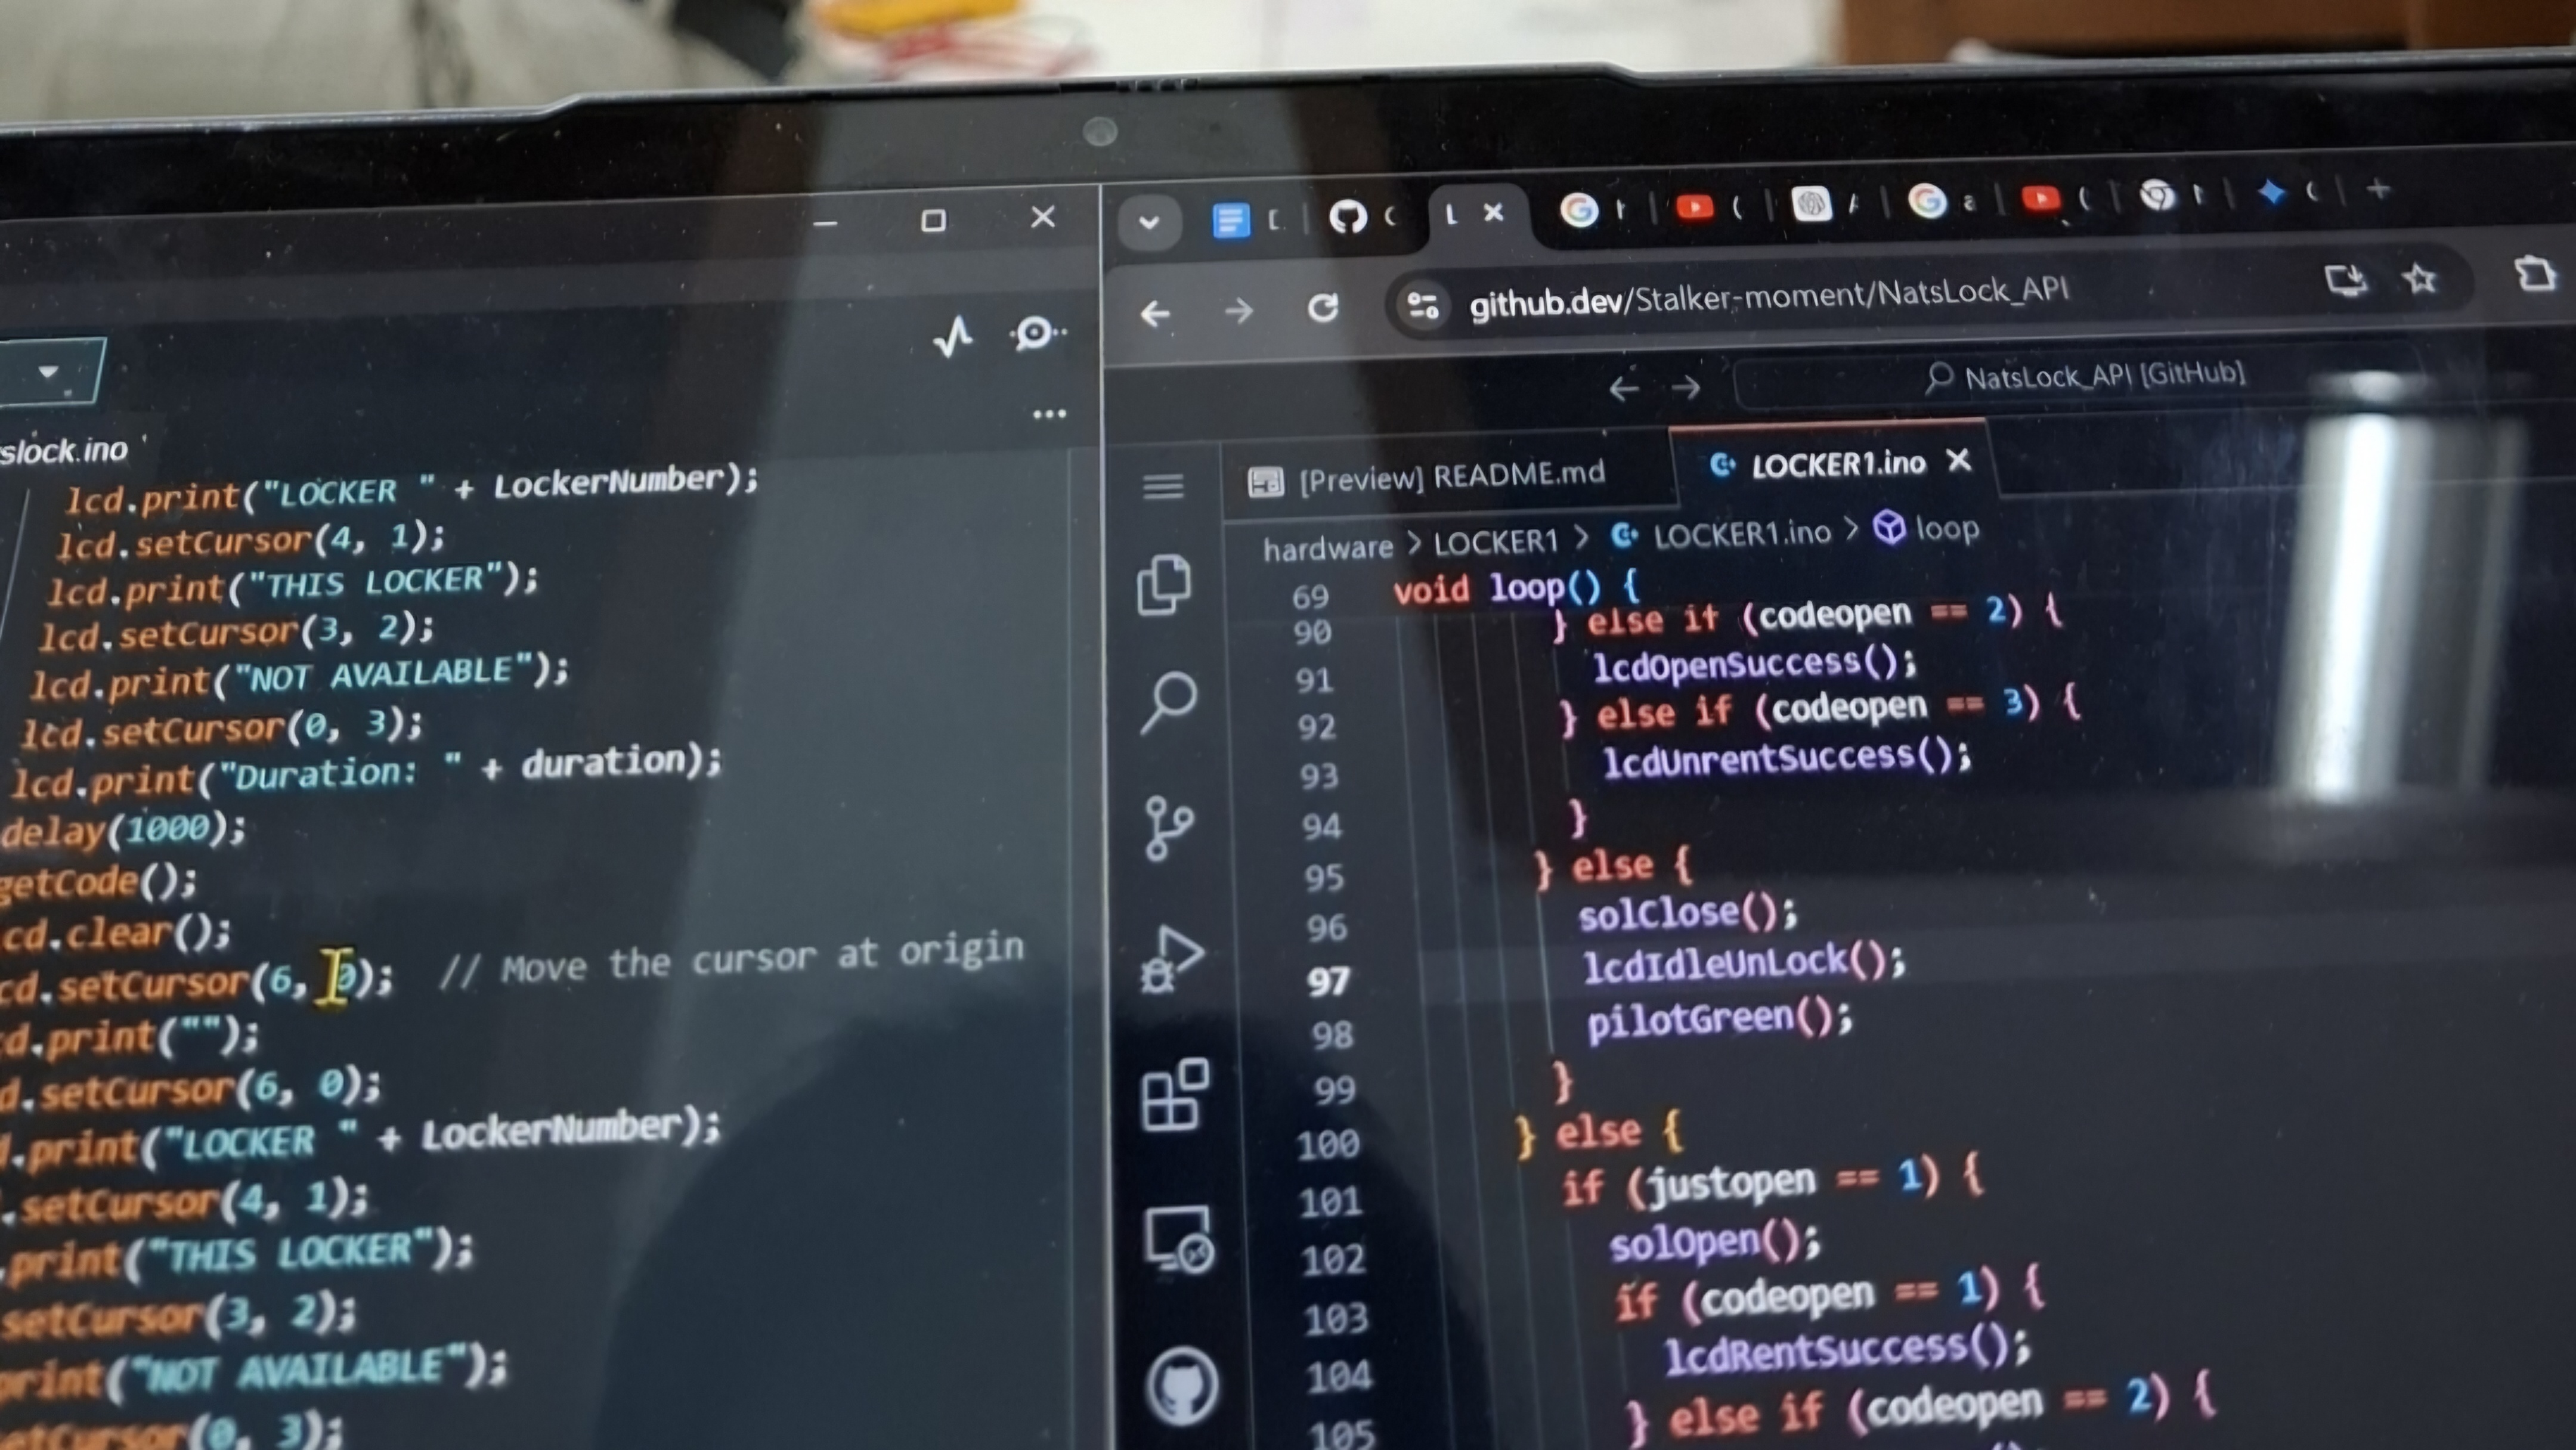 slock.ino
lcd.print("LOCKER " + LockerNumber);
lcd.setCursor(4, 1);
lcd.print("THIS LOCKER");
lcd.setCursor(3, 2);
lcd.print("NOT AVAILABLE");
lcd.setCursor(0, 3);
lcd.print("Duration: " + duration);
delay(1000);
getCode();
cd.clear();
cd.setCursor(6, 0); // Move the cursor at origin
d.print("");
d.setCursor(6, 0);
.print("LOCKER " + LockerNumber);
.setCursor(4, 1);
.print("THIS LOCKER");
setCursor(3, 2);
print("NOT AVAILABLE");
etCursor(0, 3);
github.dev/Stalker-moment/NatsLock_API
NatsLock_API [GitHub]
[Preview] README.md
LOCKER1.ino
hardware > LOCKER1 > LOCKER1.ino > loop
69 void loop() {
90 } else if (codeopen == 2) {
91 lcdOpenSuccess();
92 } else if (codeopen == 3) {
93 lcdUnrentSuccess();
94 }
95 } else {
96 solClose();
97 lcdIdleUnLock();
98 pilotGreen();
99 }
100 } else {
101 if (justopen == 1) {
102 solOpen();
103 if (codeopen == 1) {
104 lcdRentSuccess();
105 } else if (codeopen == 2) {